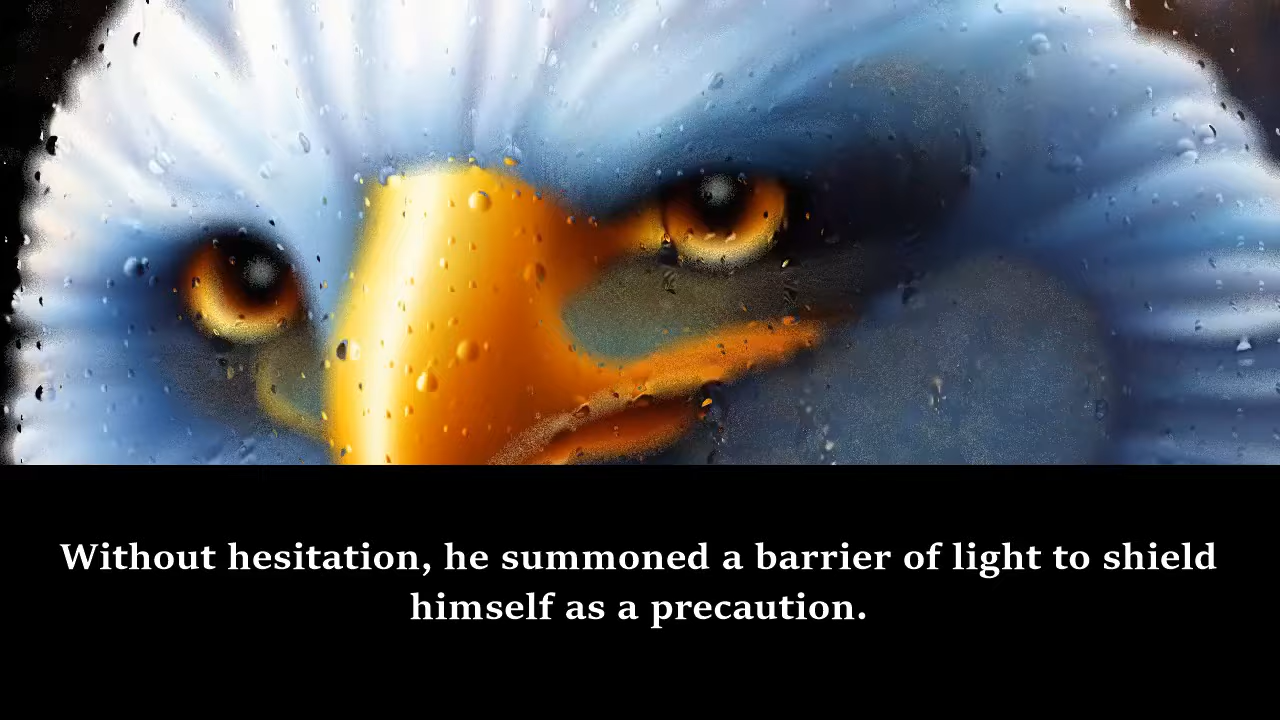 Without hesitation, he summoned a barrier of light to shield
himself as a precaution.